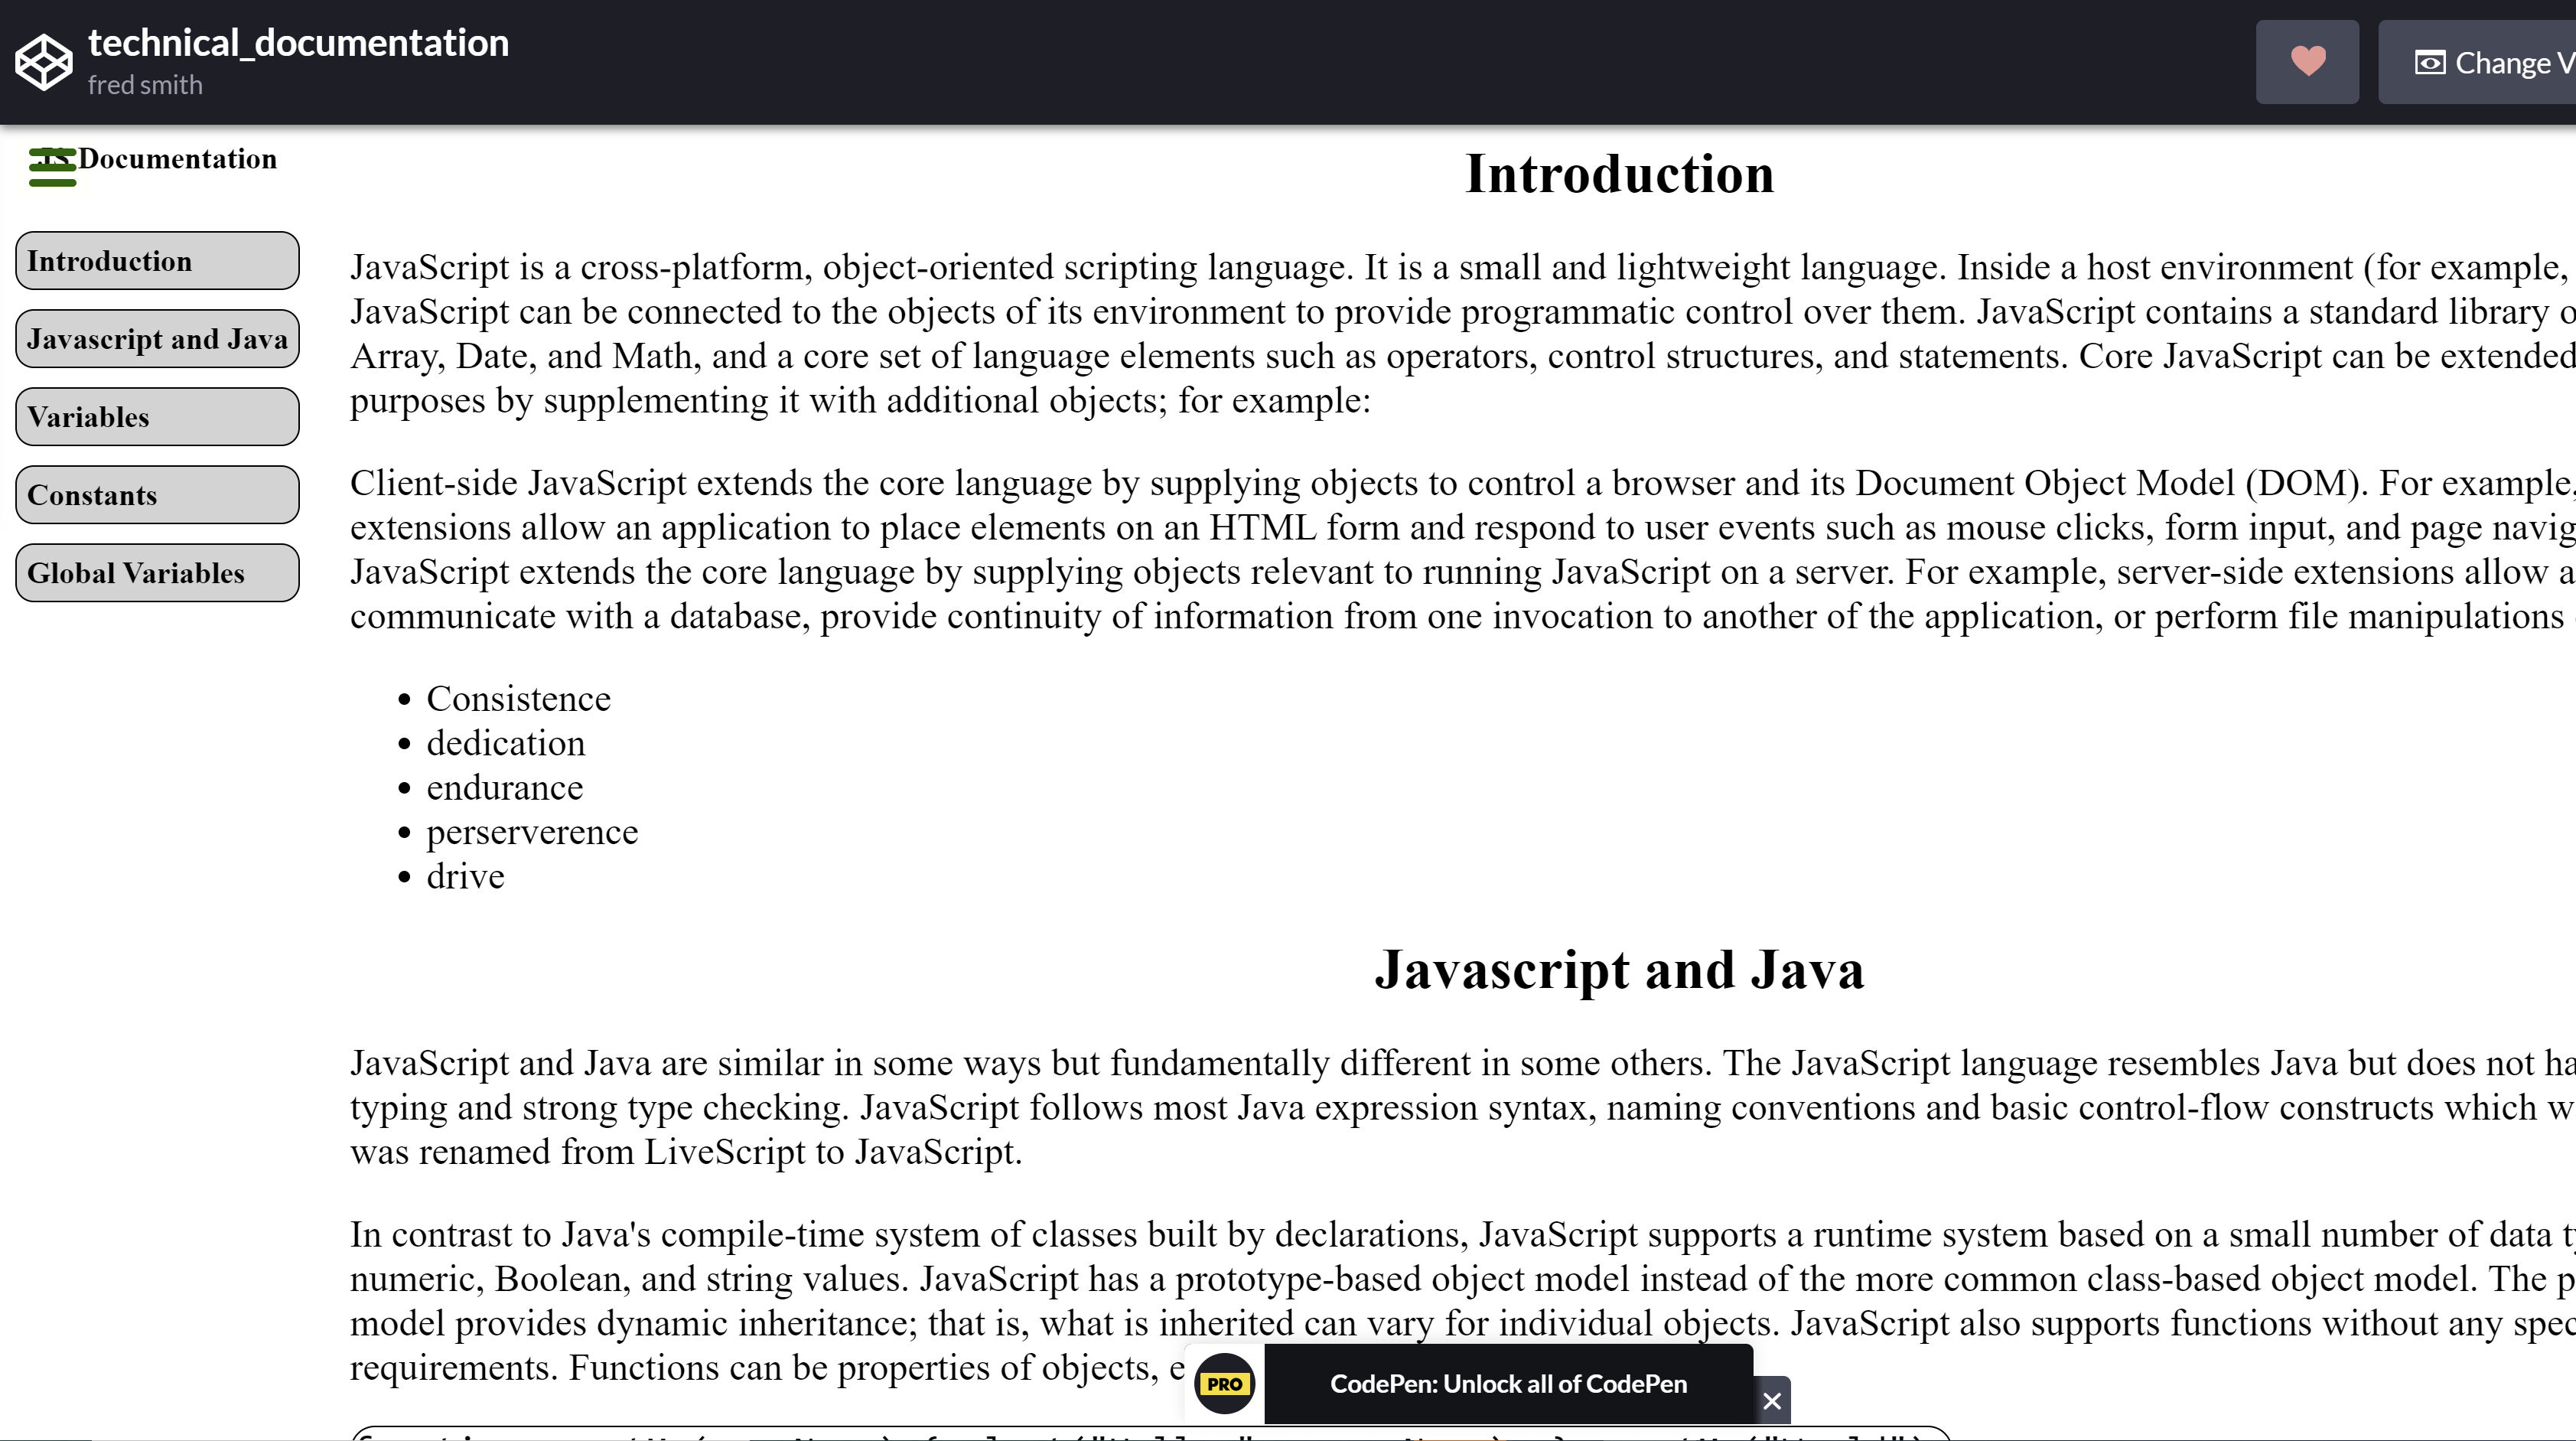 technical_documentation
fred smith
Change
JS Documentation
Introduction
Javascript and Java
Variables
Constants
Global Variables
Introduction
JavaScript is a cross-platform, object-oriented scripting language. It is a small and lightweight language. Inside a host environment (for example,
JavaScript can be connected to the objects of its environment to provide programmatic control over them. JavaScript contains a standard library
Array, Date, and Math, and a core set of language elements such as operators, control structures, and statements. Core JavaScript can be extended
purposes by supplementing it with additional objects; for example:
Client-side JavaScript extends the core language by supplying objects to control a browser and its Document Object Model (DOM). For example,
extensions allow an application to place elements on an HTML form and respond to user events such as mouse clicks, form input, and page navig
JavaScript extends the core language by supplying objects relevant to running JavaScript on a server. For example, server-side extensions allow a
communicate with a database, provide continuity of information from one invocation to another of the application, or perform file manipulations
Consistence
dedication
endurance
perserverence
drive
Javascript and Java
JavaScript and Java are similar in some ways but fundamentally different in some others. The JavaScript language resembles Java but does not ha
typing and strong type checking. JavaScript follows most Java expression syntax, naming conventions and basic control-flow constructs which w
was renamed from LiveScript to JavaScript.
In contrast to Java's compile-time system of classes built by declarations, JavaScript supports a runtime system based on a small number of data
numeric, Boolean, and string values. JavaScript has a prototype-based object model instead of the more common class-based object model. The p
model provides dynamic inheritance; that is, what is inherited can vary for individual objects. JavaScript also supports functions without any spec
requirements. Functions can be properties of objects, e
PRO
CodePen: Unlock all of CodePen